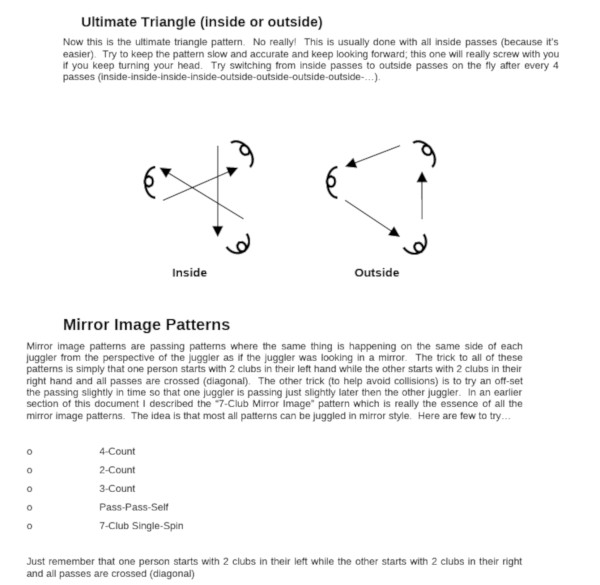 Ultimate Triangle (inside or outside)
Now this is the ultimate triangle pattern. No really! This is usually done with all inside passes (because it's
easier). Try to keep the pattern slow and accurate and keep looking forward; this one will really screw with you
if you keep turning your head. Try switching from inside passes to outside passes on the fly after every 4
passes (inside-inside-inside-inside-outside-outside-outside-outside-...).
Inside
Outside
Mirror Image Patterns
Mirror image patterns are passing patterns where the same thing is happening on the same side of each
juggler from the perspective of the juggler as if the juggler was looking in a mirror. The trick to all of these
patterns is simply that one person starts with 2 clubs in their left hand while the other starts with 2 clubs in their
right hand and all passes are crossed (diagonal). The other trick (to help avoid collisions) is to try an off-set
the passing slightly in time so that one juggler is passing just slightly later then the other juggler. In an earlier
section of this document I described the "7-Club Mirror Image" pattern which is really the essence of all the
mirror image patterns. The idea is that most all patterns can be juggled in mirror style. Here are few to try…
o 4-Count
o 2-Count
o 3-Count
o Pass-Pass-Self
o 7-Club Single-Spin
Just remember that one person starts with 2 clubs in their left while the other starts with 2 clubs in their right
and all passes are crossed (diagonal)